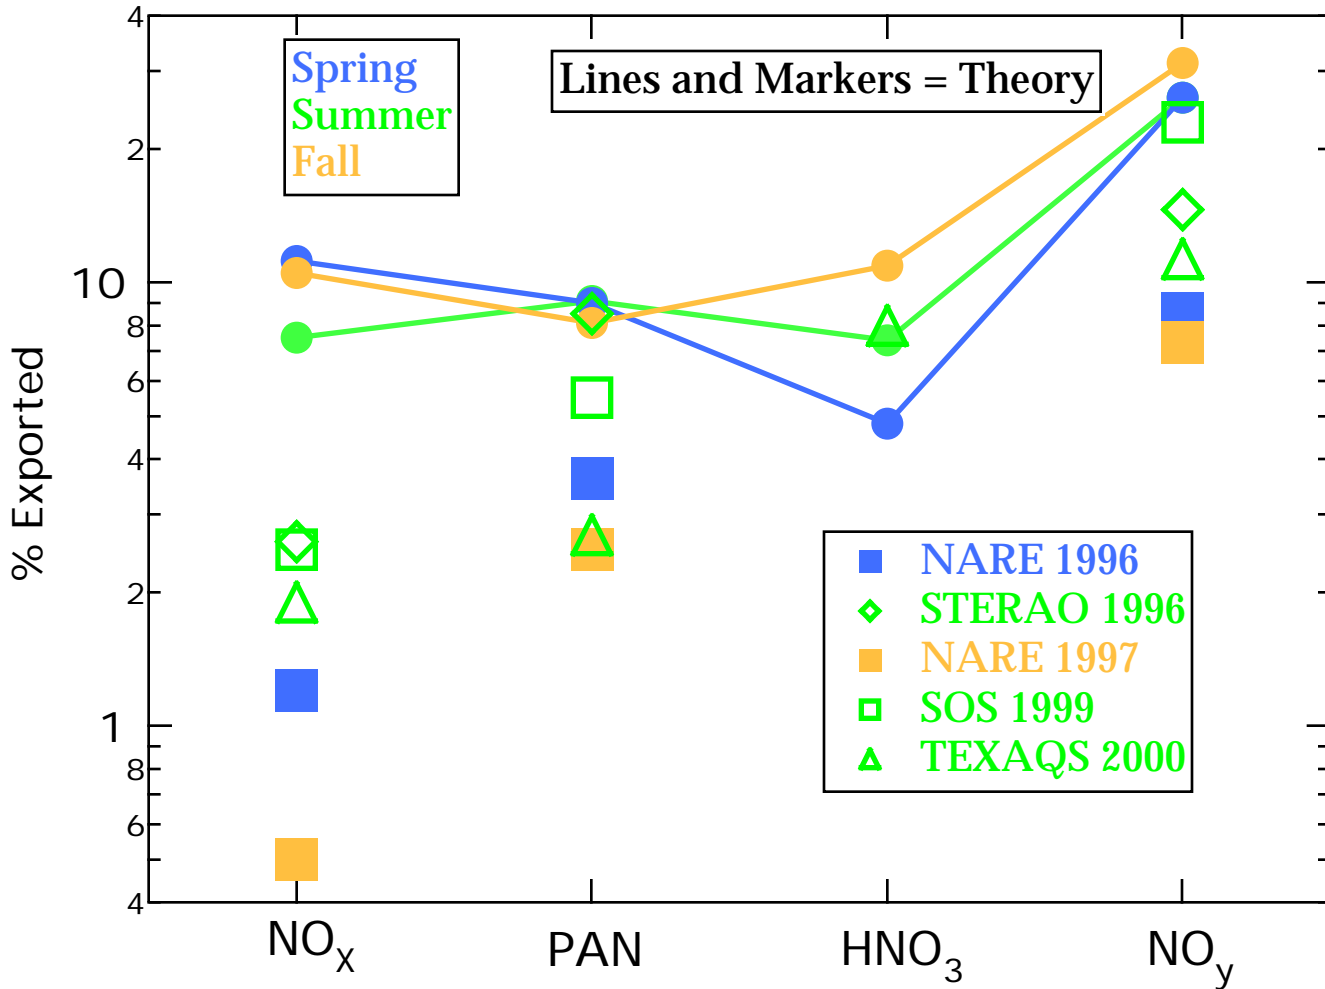 4
Spring
Summer
Fall
Lines and Markers = Theory
2
10
8
6
4
2
1
8
6
4
% Exported
NARE 1996
STERAO 1996
NARE 1997
SOS 1999
TEXAQS 2000
NOX
PAN
HNO3
NOy